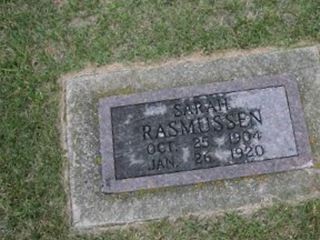 SARAH
RASMUSSEN
OCT. 25 1904
JAN. 26 1920